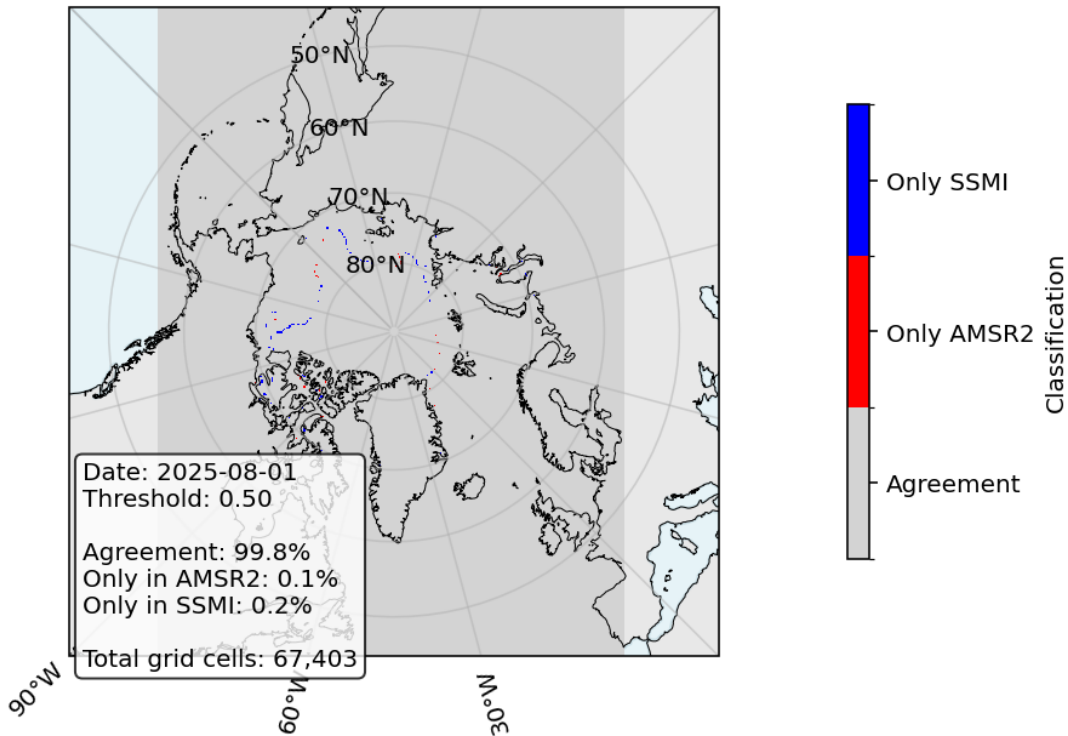 50°N
60°N
70°N
80°N
Date: 2025-08-01
Threshold: 0.50
Agreement: 99.8%
Only in AMSR2: 0.1%
Only in SSMI: 0.2%
Total grid cells: 67,403
90°W
60°W
30°W
Only SSMI
Only AMSR2
Agreement
Classification